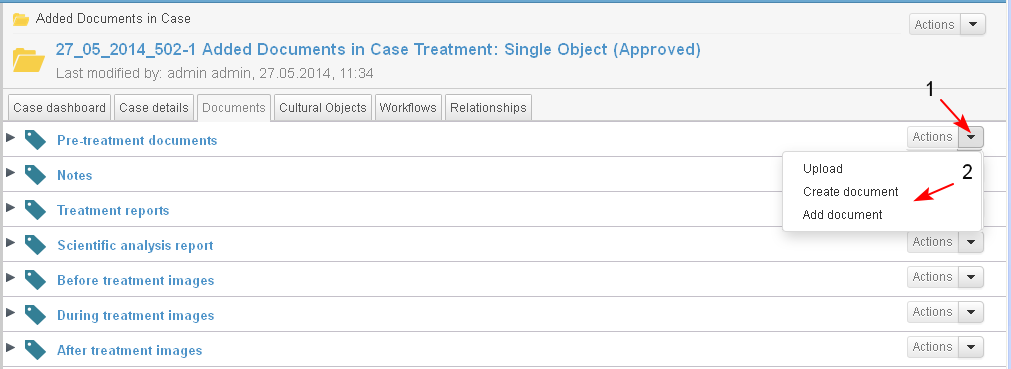 Added Documents in Case
Actions
27_05_2014_502-1 Added Documents in Case Treatment: Single Object (Approved)
Last modified by: admin admin, 27.05.2014, 11:34
Case dashboard Case details Documents Cultural Objects Workflows Relationships
1
Pre-treatment documents Actions
Upload
2
Create document
Add document
Notes
Treatment reports
Scientific analysis report Actions
Before treatment images Actions
During treatment images Actions
After treatment images Actions